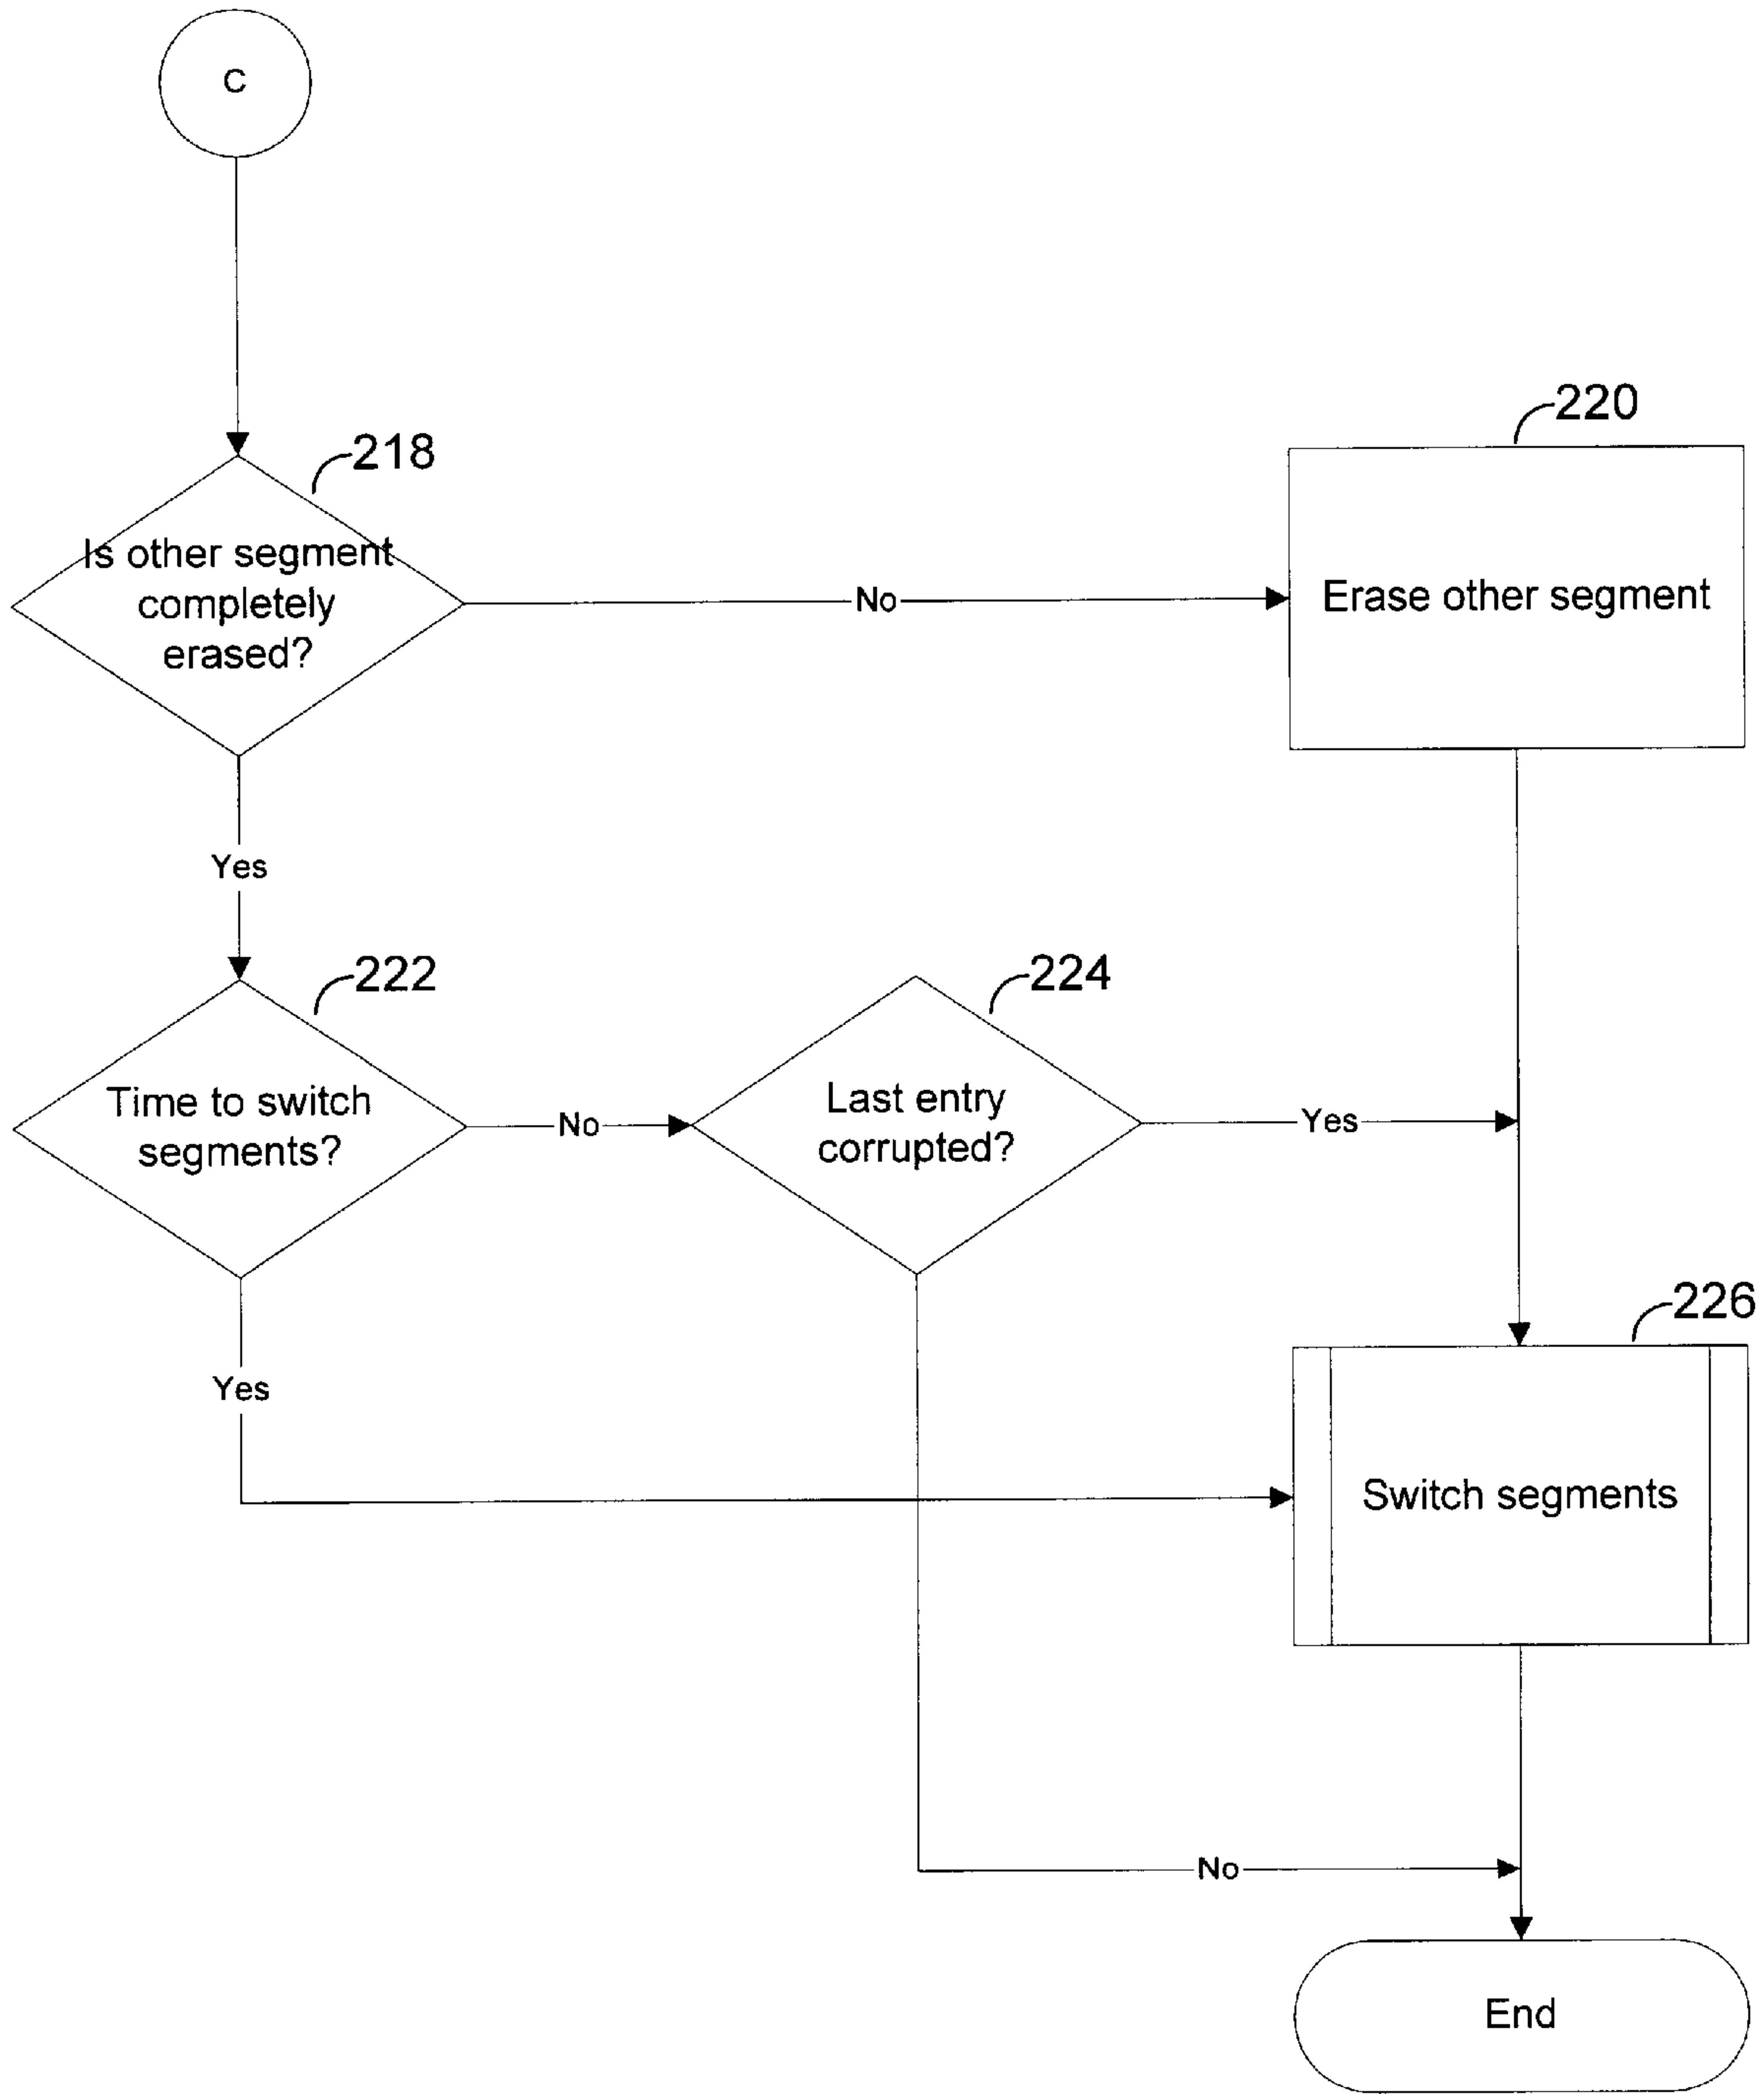 C
218
Is other segment
completely
erased?
No
220
Erase other segment
Yes
222
Time to switch
segments?
No
224
Last entry
corrupted?
Yes
226
Yes
Switch segments
No
End